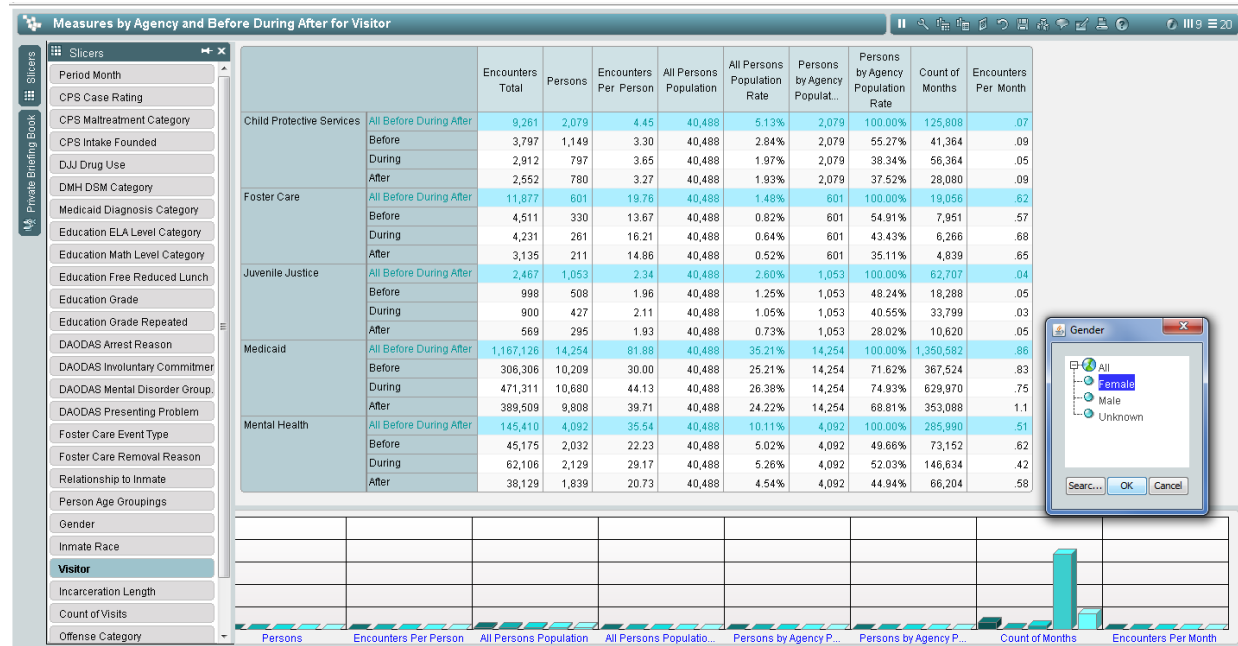 Measures by Agency and Before During After for Visitor
9 20
Slicers
Private Briefing Book
Slicers
Period Month
CPS Case Rating
CPS Maltreatment Category
CPS Intake Founded
DJJ Drug Use
DMH DSM Category
Medicaid Diagnosis Category
Education ELA Level Category
Education Math Level Category
Education Free Reduced Lunch
Education Grade
Education Grade Repeated
DAODAS Arrest Reason
DAODAS Involuntary Commitmer
DAODAS Mental Disorder Group.
DAODAS Presenting Problem
Foster Care Event Type
Foster Care Removal Reason
Relationship to Inmate
Person Age Groupings
Gender
Inmate Race
Visitor
Incarceration Length
Count of Visits
Offense Category
Encounters Total Persons Encounters Per Person All Persons Population All Persons Population Rate Persons by Agency Populat... Persons by Agency Population Rate Count of Months Encounters Per Month
Child Protective Services All Before During After 9,261 2,079 4.45 40,488 5.13% 2,079 100.00% 125,808 .07
Before 3,797 1,149 3.30 40,488 2.84% 2,079 55.27% 41,364 .09
During 2,912 797 3.65 40,488 1.97% 2,079 38.34% 56,364 .05
After 2,552 780 3.27 40,488 1.93% 2,079 37.52% 28,080 .09
Foster Care All Before During After 11,877 601 19.76 40,488 1.48% 601 100.00% 19,056 .62
Before 4,511 330 13.67 40,488 0.82% 601 54.91% 7,951 .57
During 4,231 261 16.21 40,488 0.64% 601 43.43% 6,266 .68
After 3,135 211 14.86 40,488 0.52% 601 35.11% 4,839 .65
Juvenile Justice All Before During After 2,467 1,053 2.34 40,488 2.60% 1,053 100.00% 62,707 .04
Before 998 508 1.96 40,488 1.25% 1,053 48.24% 18,288 .05
During 900 427 2.11 40,488 1.05% 1,053 40.55% 33,799 .03
After 569 295 1.93 40,488 0.73% 1,053 28.02% 10,620 .05
Medicaid All Before During After 1,167,126 14,254 81.88 40,488 35.21% 14,254 100.00% 1,350,582 .86
Before 306,306 10,209 30.00 40,488 25.21% 14,254 71.62% 367,524 .83
During 471,311 10,680 44.13 40,488 26.38% 14,254 74.93% 629,970 .75
After 389,509 9,808 39.71 40,488 24.22% 14,254 68.81% 353,088 1.1
Mental Health All Before During After 145,410 4,092 35.54 40,488 10.11% 4,092 100.00% 285,990 .51
Before 45,175 2,032 22.23 40,488 5.02% 4,092 49.66% 73,152 .62
During 62,106 2,129 29.17 40,488 5.26% 4,092 52.03% 146,634 .42
After 38,129 1,839 20.73 40,488 4.54% 4,092 44.94% 66,204 .58
Gender
All
Female
Male
Unknown
Searc... OK Cancel
Persons Encounters Per Person All Persons Population All Persons Populatio... Persons by Agency P... Persons by Agency P... Count of Months Encounters Per Month